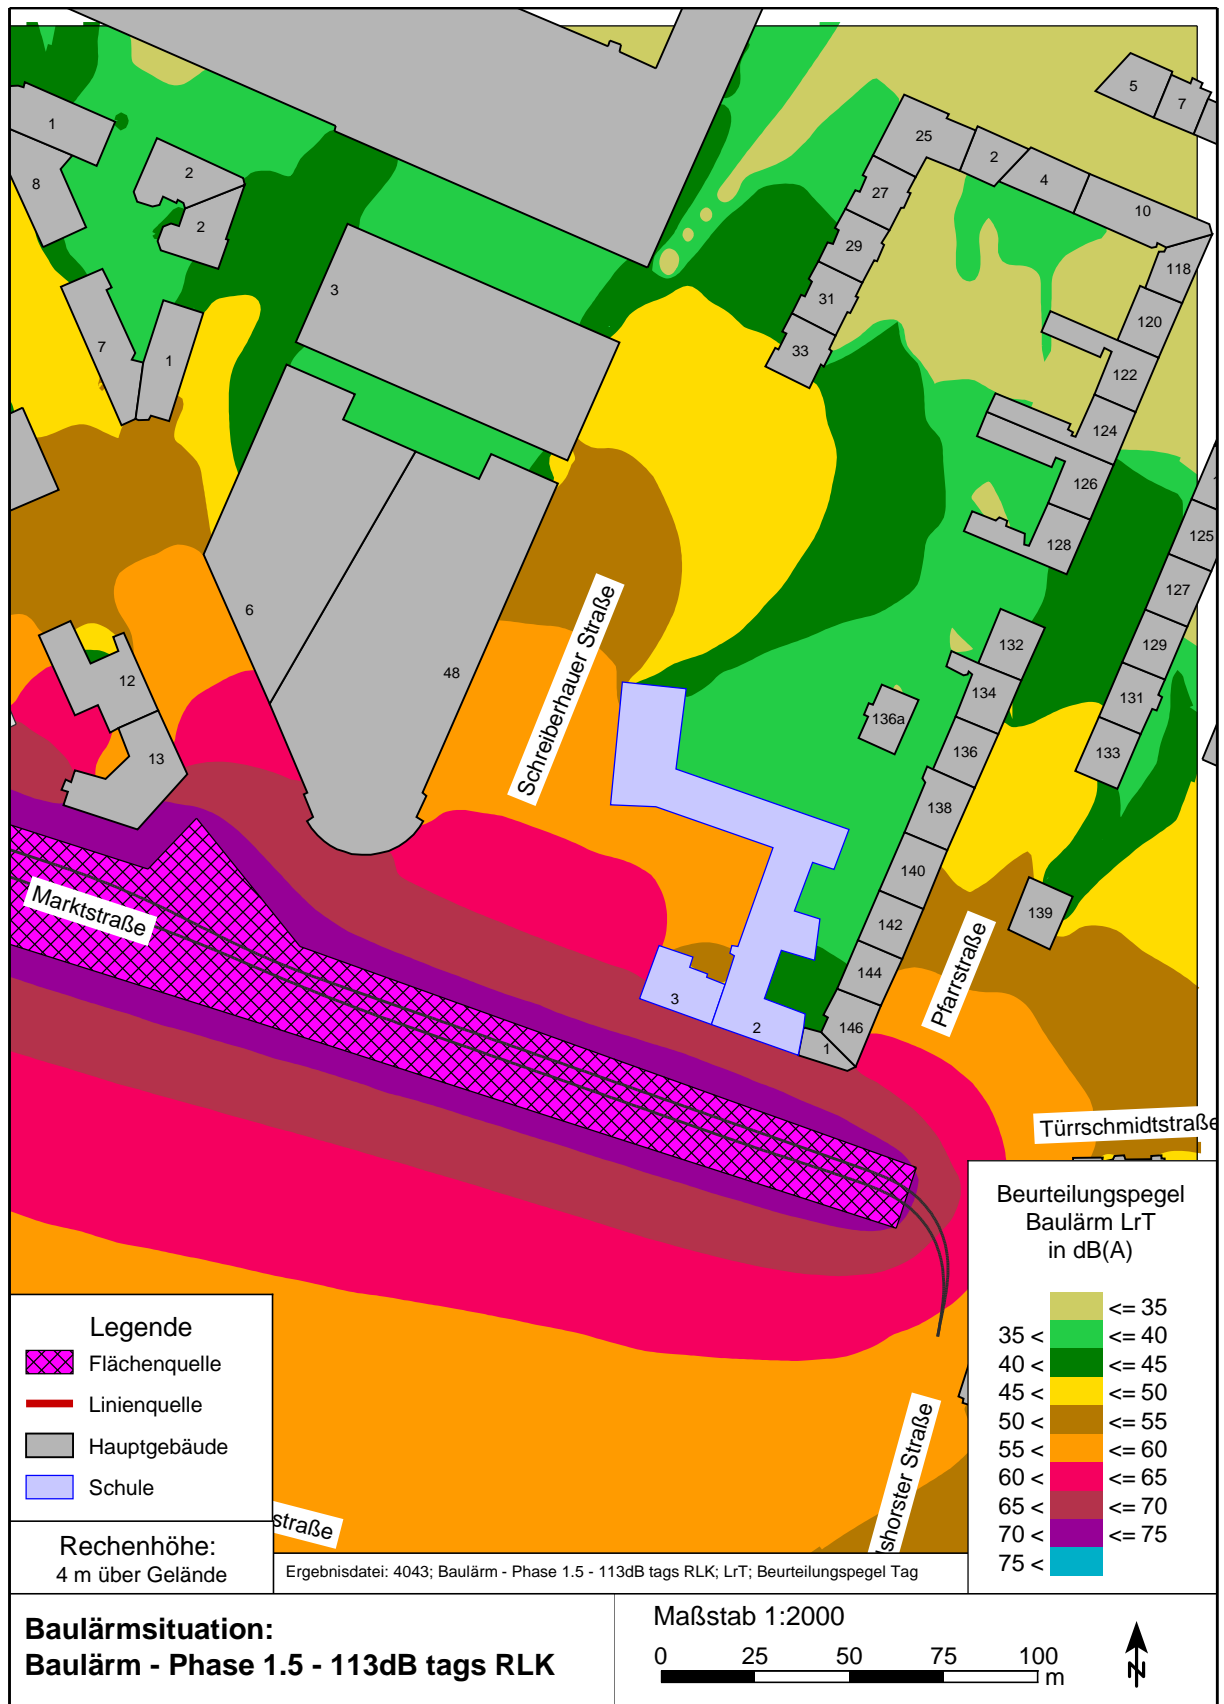 5
7
1
25
2
4
2
8
27
10
2
29
118
3
31
120
33
7
1
122
124
126
125
128
127
6
Schreiberhauer Straße
132
129
48
12
134
131
136a
136
133
13
138
140
Marktstraße
139
142
Pfarrstraße
144
3
2
146
1
Türrschmidtstraße
Beurteilungspegel
Baulärm LrT
in dB(A)
<= 35
35 < <= 40
40 < <= 45
45 < <= 50
50 < <= 55
55 < <= 60
60 < <= 65
65 < <= 70
70 < <= 75
75 <
Legende
Flächenquelle
Linienquelle
Hauptgebäude
Schule
shorster Straße
straße
Rechenhöhe:
4 m über Gelände
Ergebnisdatei: 4043; Baulärm - Phase 1.5 - 113dB tags RLK; LrT; Beurteilungspegel Tag
Baulärmsituation:
Baulärm - Phase 1.5 - 113dB tags RLK
Maßstab 1:2000
0 25 50 75 100
m
N